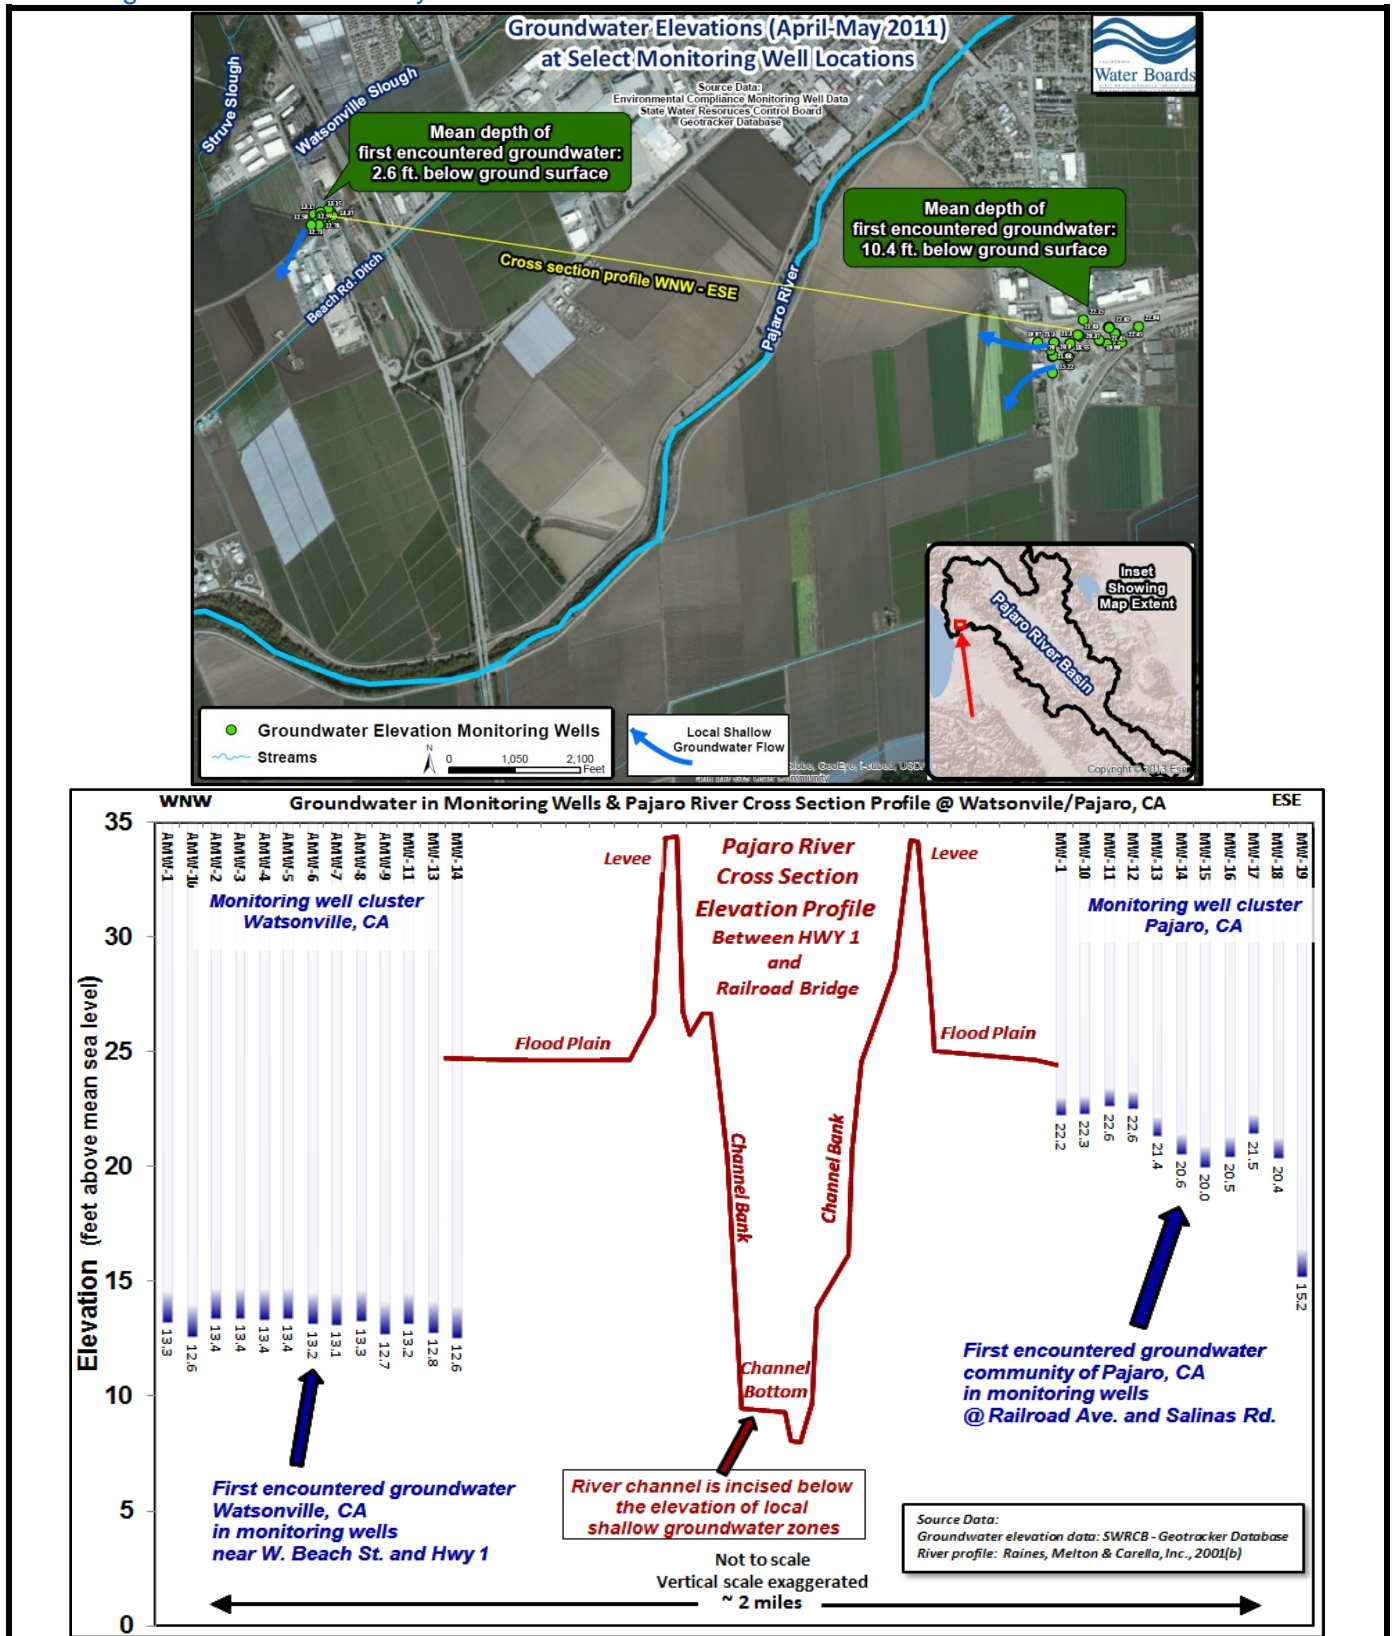 Groundwater Elevations (April-May 2011)
at Select Monitoring Well Locations
Source Data:
Environmental Compliance Monitoring Well Data
State Water Resoruces Control Board
Geotracker Database
CALIFORNIA
Water Boards
Struve Slough
Watsonville Slough
Mean depth of
first encountered groundwater:
2.6 ft. below ground surface
Mean depth of
first encountered groundwater:
10.4 ft. below ground surface
Cross section profile WNW - ESE
Beach Rd. Ditch
Pajaro River
Inset
Showing
Map Extent
Pajaro River Basin
Groundwater Elevation Monitoring Wells
Streams
N
0 1,050 2,100
Feet
Local Shallow
Groundwater Flow
Copyright © 2013 Esri
WNW
Groundwater in Monitoring Wells & Pajaro River Cross Section Profile @ Watsonvile/Pajaro, CA
ESE
Elevation (feet above mean sea level)
35
30
25
20
15
10
5
0
AMW-1
AMW-1b
AMW-2
AMW-3
AMW-4
AMW-5
AMW-6
AMW-7
AMW-8
AMW-9
MW-11
MW-13
MW-14
Monitoring well cluster
Watsonville, CA
Levee
Pajaro River
Cross Section
Elevation Profile
Between HWY 1
and
Railroad Bridge
Levee
MW-1
MW-10
MW-11
MW-12
MW-13
MW-14
MW-15
MW-16
MW-17
MW-18
MW-19
Monitoring well cluster
Pajaro, CA
Flood Plain
Flood Plain
Channel Bank
Channel Bank
22.2
22.3
22.6
22.6
21.4
20.6
20.0
20.5
21.5
20.4
15.2
13.3
12.6
13.4
13.4
13.4
13.4
13.2
13.1
13.3
12.7
13.2
12.8
12.6
Channel
Bottom
First encountered groundwater
community of Pajaro, CA
in monitoring wells
@ Railroad Ave. and Salinas Rd.
First encountered groundwater
Watsonville, CA
in monitoring wells
near W. Beach St. and Hwy 1
River channel is incised below
the elevation of local
shallow groundwater zones
Source Data:
Groundwater elevation data: SWRCB - Geotracker Database
River profile: Raines, Melton & Carella, Inc., 2001(b)
Not to scale
Vertical scale exaggerated
~ 2 miles